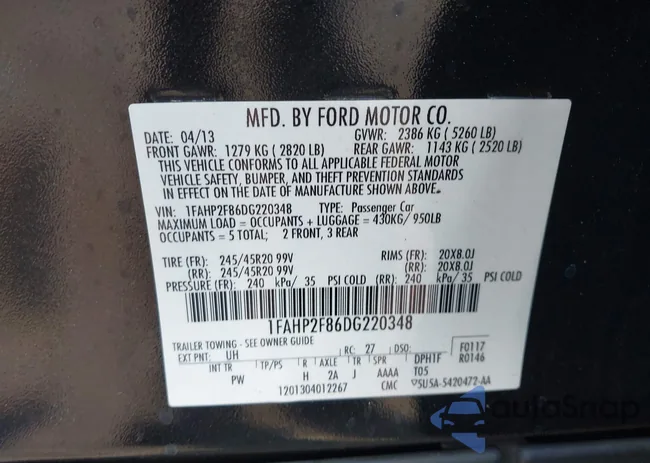 MFD. BY FORD MOTOR CO.
DATE: 04/13 GVWR: 2386 KG ( 5260 LB)
FRONT GAWR: 1279 KG ( 2820 LB) REAR GAWR: 1143 KG ( 2520 LB)
THIS VEHICLE CONFORMS TO ALL APPLICABLE FEDERAL MOTOR
VEHICLE SAFETY, BUMPER, AND THEFT PREVENTION STANDARDS
IN EFFECT ON THE DATE OF MANUFACTURE SHOWN ABOVE.
VIN: 1FAHP2F86DG220348 TYPE: Passenger Car
MAXIMUM LOAD = OCCUPANTS + LUGGAGE = 430KG/ 950LB
OCCUPANTS = 5 TOTAL; 2 FRONT, 3 REAR
TIRE (FR): 245/45R20 99V RIMS (FR): 20X8.0J
(RR): 245/45R20 99V (RR): 20X8.0J
PRESSURE (FR): 240 kPa/ 35 PSI COLD (RR): 240 kPa/ 35 PSI COLD
1FAHP2F86DG220348
TRAILER TOWING - SEE OWNER GUIDE
EXT PNT: UH RC: 27 DSO: F0117
INT TR TP/PS R AXLE TR SPR DPHTF R0146
PW H 2A J AAAA T05
1201304012267 CMC ▽5U5A-5420472-AA
autoSnap